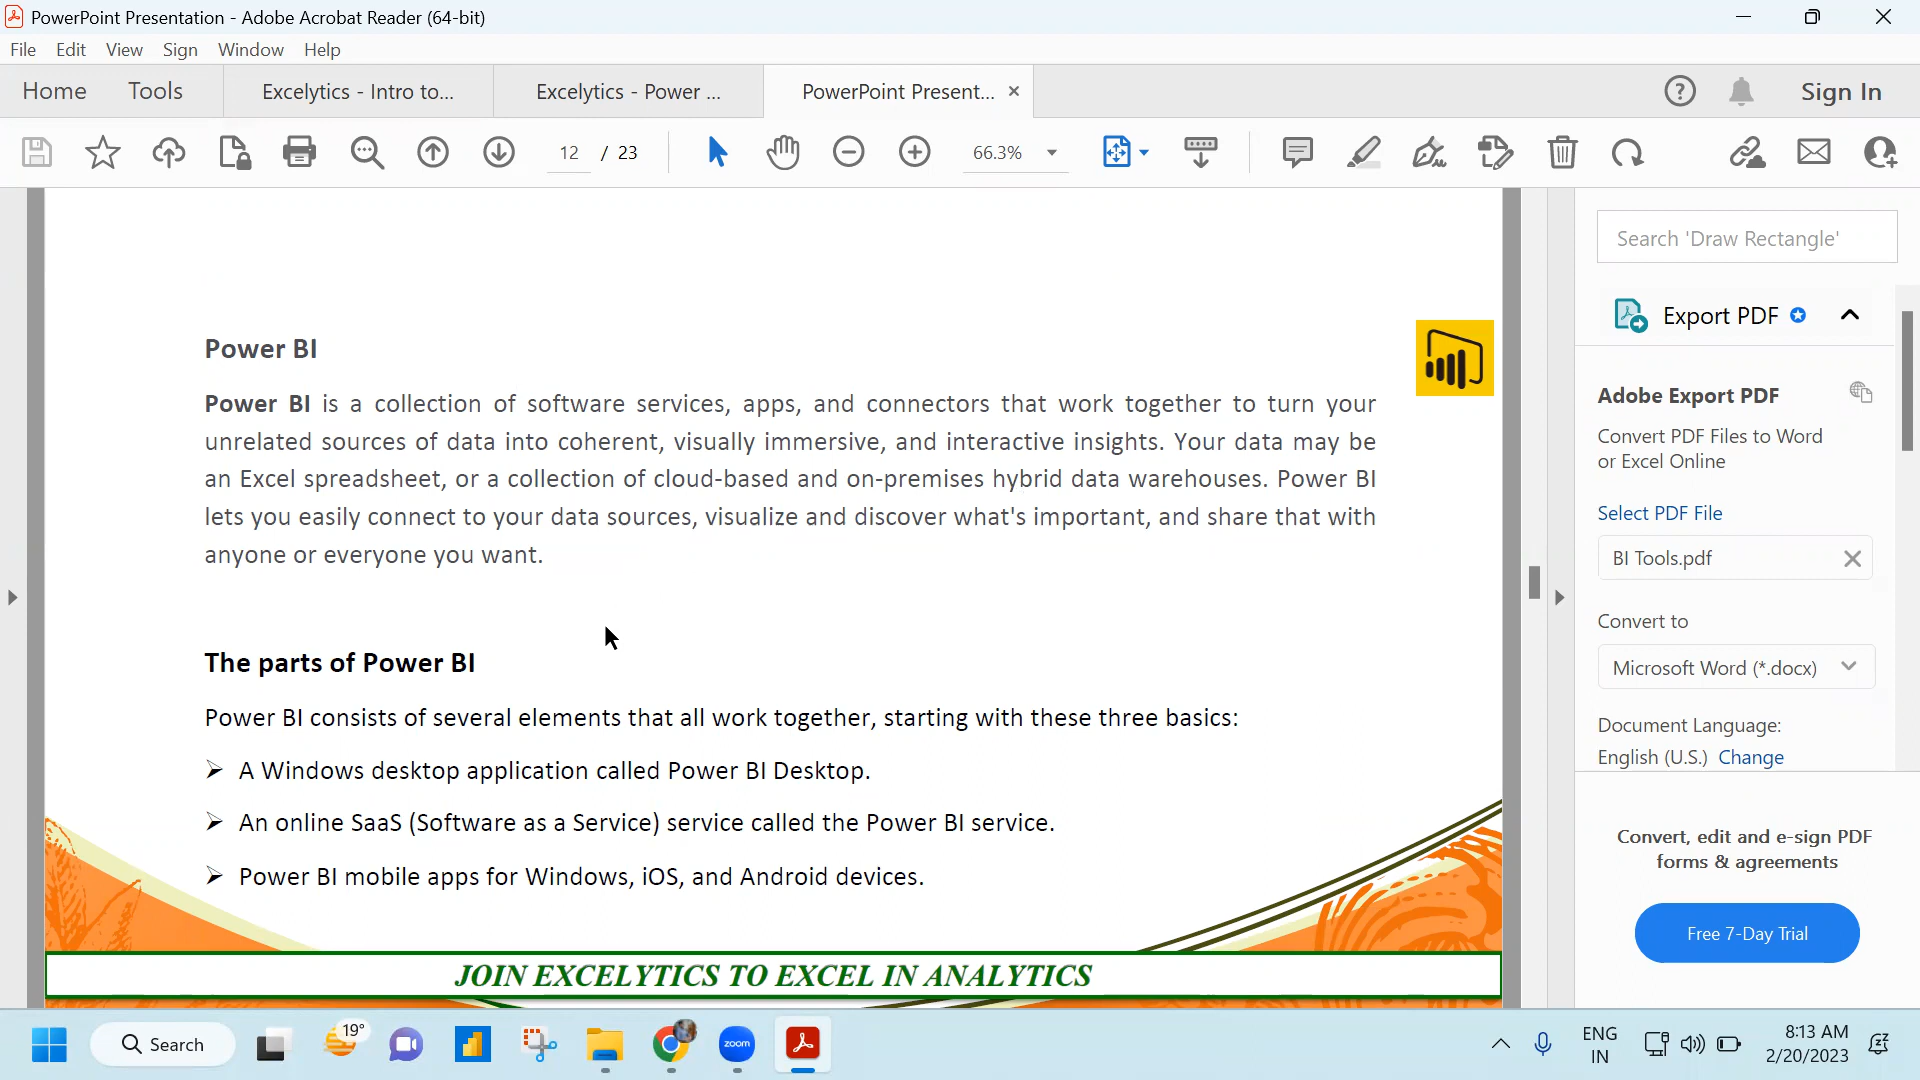 PowerPoint Presentation - Adobe Acrobat Reader (64-bit)
File Edit View Sign Window Help
Home Tools Excelytics - Intro to... Excelytics - Power ... PowerPoint Present... Sign In
12 / 23 66.3%
Search 'Draw Rectangle'
Export PDF
Adobe Export PDF
Convert PDF Files to Word
or Excel Online
Select PDF File
BI Tools.pdf
Convert to
Microsoft Word (*.docx)
Document Language:
English (U.S.) Change
Convert, edit and e-sign PDF
forms & agreements
Free 7-Day Trial
Power BI
Power BI is a collection of software services, apps, and connectors that work together to turn your
unrelated sources of data into coherent, visually immersive, and interactive insights. Your data may be
an Excel spreadsheet, or a collection of cloud-based and on-premises hybrid data warehouses. Power BI
lets you easily connect to your data sources, visualize and discover what's important, and share that with
anyone or everyone you want.
The parts of Power BI
Power BI consists of several elements that all work together, starting with these three basics:
➢ A Windows desktop application called Power BI Desktop.
➢ An online SaaS (Software as a Service) service called the Power BI service.
➢ Power BI mobile apps for Windows, iOS, and Android devices.
JOIN EXCELYTICS TO EXCEL IN ANALYTICS
Search
19°
zoom
ENG
IN
8:13 AM
2/20/2023